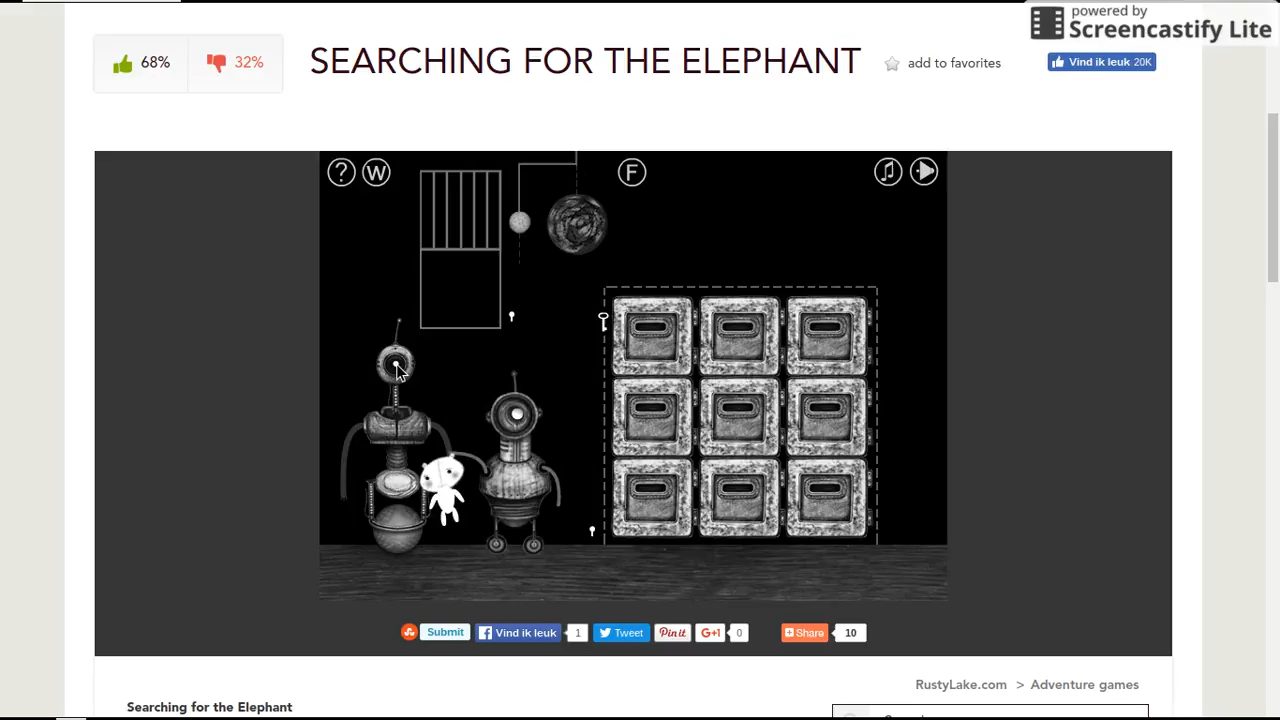 powered by
Screencastify Lite
68%
32%
SEARCHING FOR THE ELEPHANT
add to favorites
Vind ik leuk 20K
? W
F
Submit
Vind ik leuk
1
Tweet
Pin it
G+1
0
Share
10
RustyLake.com > Adventure games
Searching for the Elephant